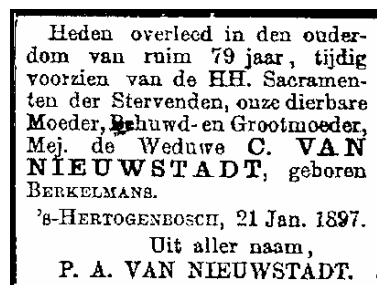 Heden overleed in den ouder-
dom van ruim 79 jaar, tijdig
voorzien van de HH. Sacramen-
ten der Stervenden, onze dierbare
Moeder, Behuwd- en Grootmoeder,
Mej. de Weduwe C. VAN
NIEUWSTADT, geboren
BERKELMANS.
's-HERTOGENBOSCH, 21 Jan. 1897.
Uit aller naam,
P. A. VAN NIEUWSTADT.